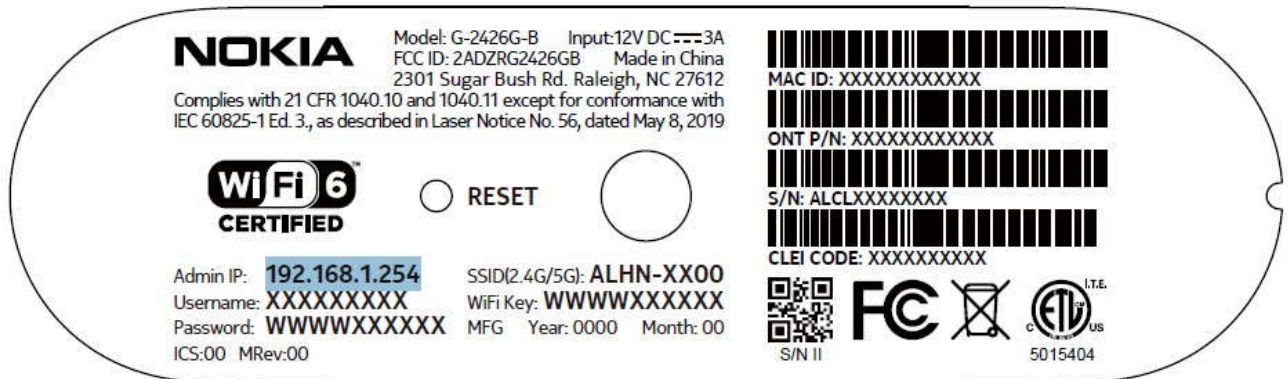 NOKIA
Model: G-2426G-B Input:12V DC 3A
FCC ID: 2ADZRG2426GB Made in China
2301 Sugar Bush Rd. Raleigh, NC 27612
Complies with 21 CFR 1040.10 and 1040.11 except for conformance with
IEC 60825-1 Ed. 3., as described in Laser Notice No. 56, dated May 8, 2019
Wi Fi 6™
CERTIFIED
RESET
Admin IP: 192.168.1.254
Username: XXXXXXXXX
Password: WWWWXXXXXX
ICS:00 MRev:00
SSID(2.4G/5G): ALHN-XX00
WiFi Key: WWWWXXXXXX
MFG Year: 0000 Month: 00
MAC ID: XXXXXXXXXXXX
ONT P/N: XXXXXXXXXXXX
S/N: ALCLXXXXXXXX
CLEI CODE: XXXXXXXXXX
S/N II
FC
I.T.E.
ETL
CM
C US
5015404